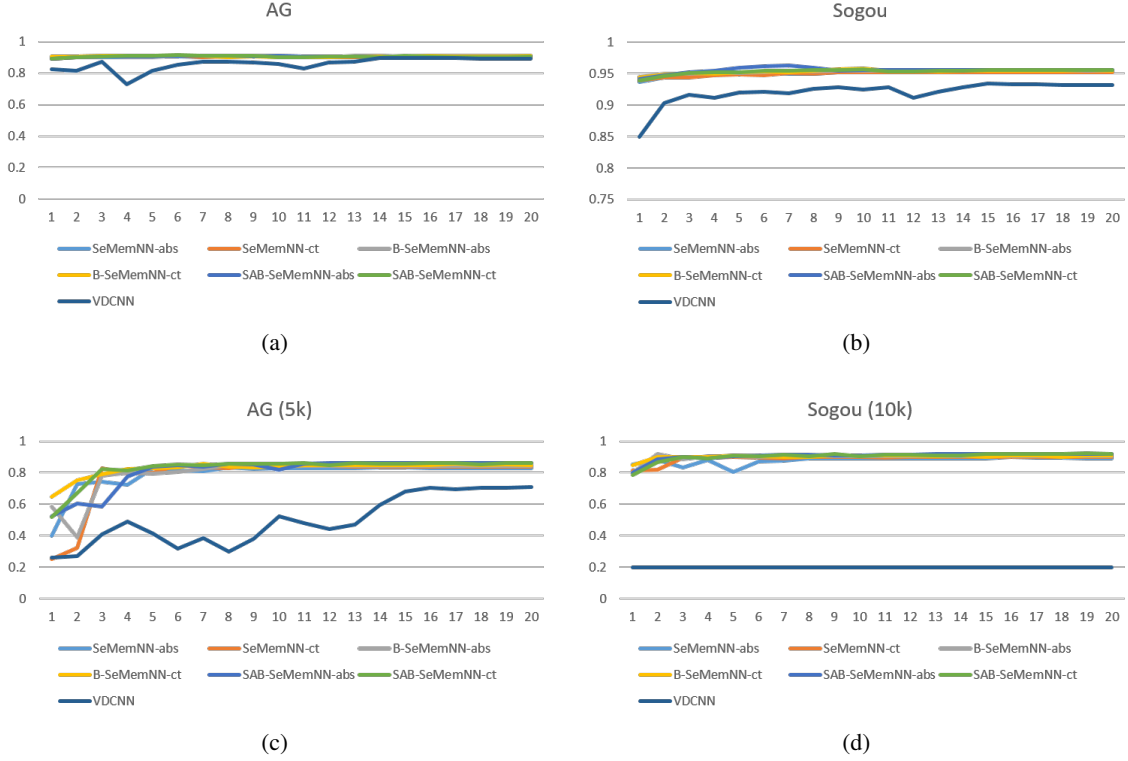 AG
1
0.8
0.6
0.4
0.2
0
1 2 3 4 5 6 7 8 9 10 11 12 13 14 15 16 17 18 19 20
SeMemNN-abs SeMemNN-ct B-SeMemNN-abs
B-SeMemNN-ct SAB-SeMemNN-abs SAB-SeMemNN-ct
VDCNN
(a)
Sogou
1
0.95
0.9
0.85
0.8
0.75
1 2 3 4 5 6 7 8 9 10 11 12 13 14 15 16 17 18 19 20
SeMemNN-abs SeMemNN-ct B-SeMemNN-abs
B-SeMemNN-ct SAB-SeMemNN-abs SAB-SeMemNN-ct
VDCNN
(b)
AG (5k)
1
0.8
0.6
0.4
0.2
0
1 2 3 4 5 6 7 8 9 10 11 12 13 14 15 16 17 18 19 20
SeMemNN-abs SeMemNN-ct B-SeMemNN-abs
B-SeMemNN-ct SAB-SeMemNN-abs SAB-SeMemNN-ct
VDCNN
(c)
Sogou (10k)
1
0.8
0.6
0.4
0.2
0
1 2 3 4 5 6 7 8 9 10 11 12 13 14 15 16 17 18 19 20
SeMemNN-abs SeMemNN-ct B-SeMemNN-abs
B-SeMemNN-ct SAB-SeMemNN-abs SAB-SeMemNN-ct
VDCNN
(d)